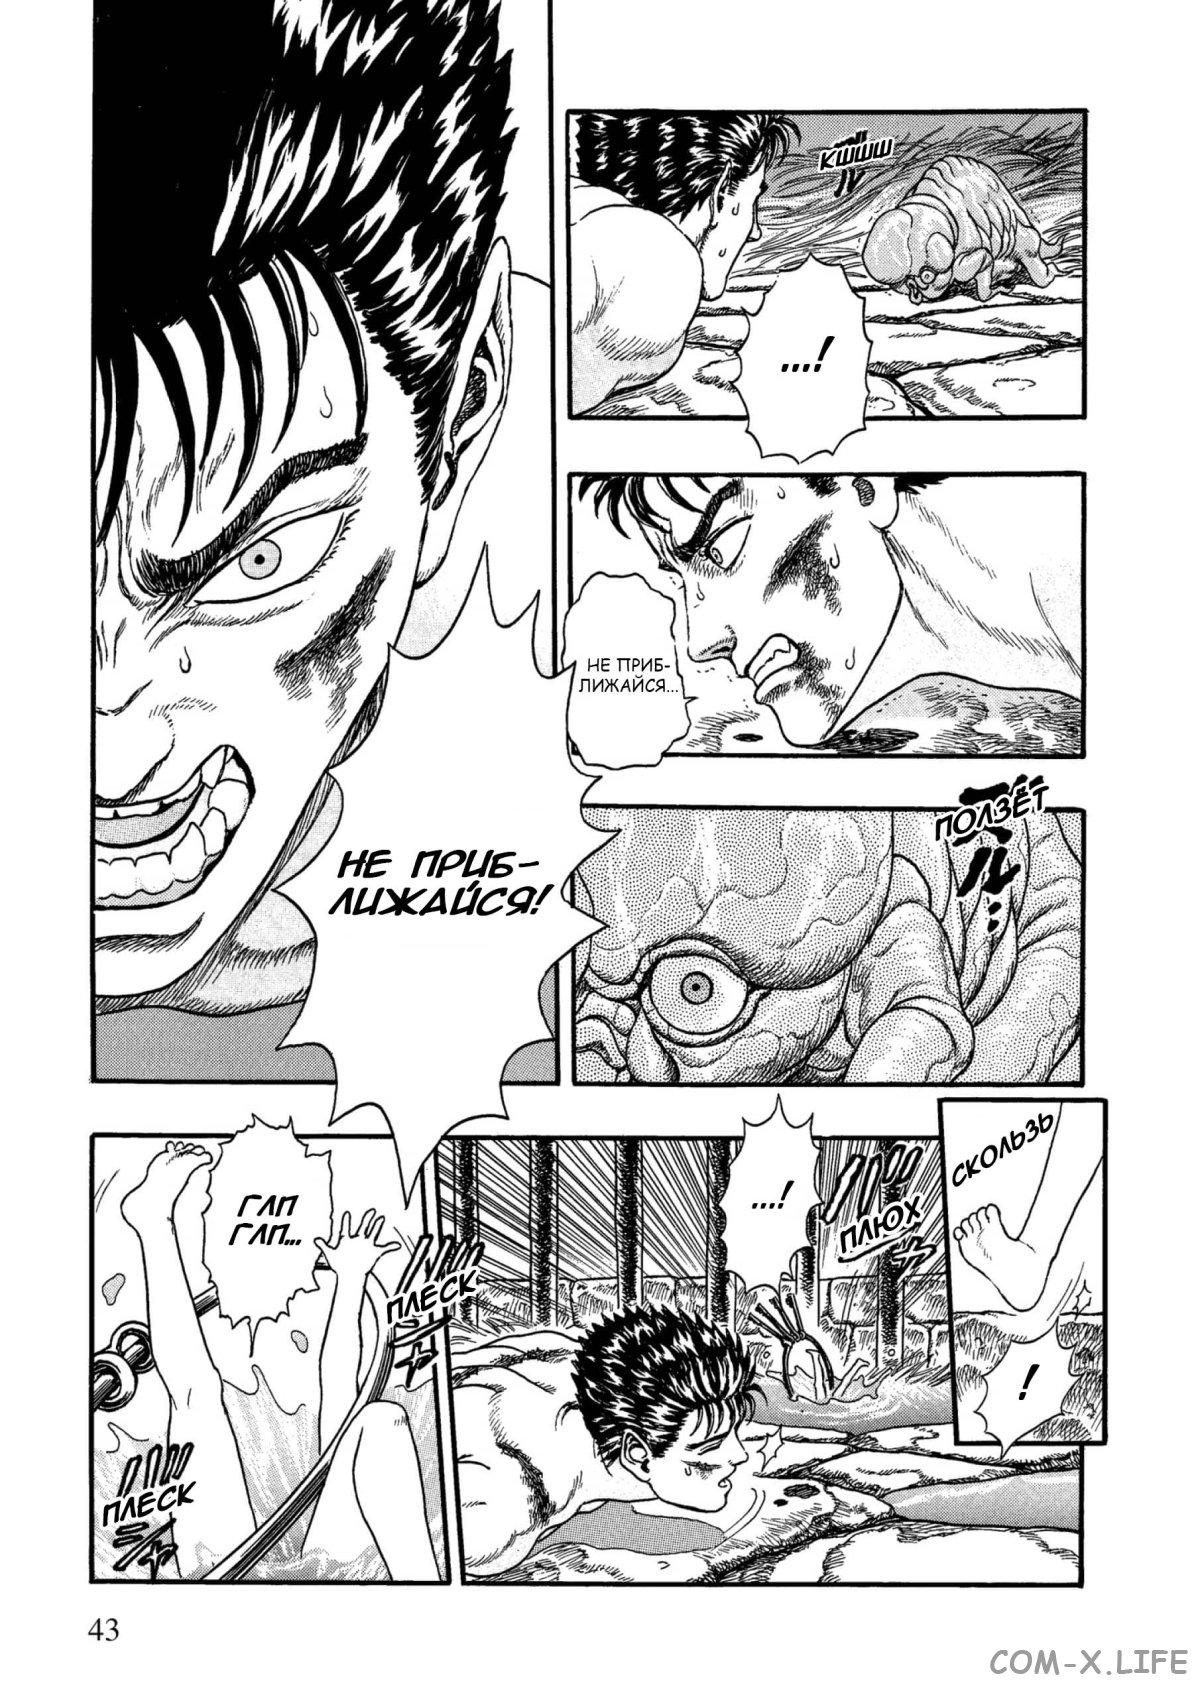 КШШШ
...!
НЕ ПРИБ-
ЛИЖАЙСЯ...
ПОЛЗЁТ
НЕ ПРИБ-
ЛИЖАЙСЯ!
СКОЛЬЗЬ
!
ПЛЮХ
...!
ПЛЕСК
ГЛП
ГЛП...
ПЛЕСК
43
COM-X.LIFE